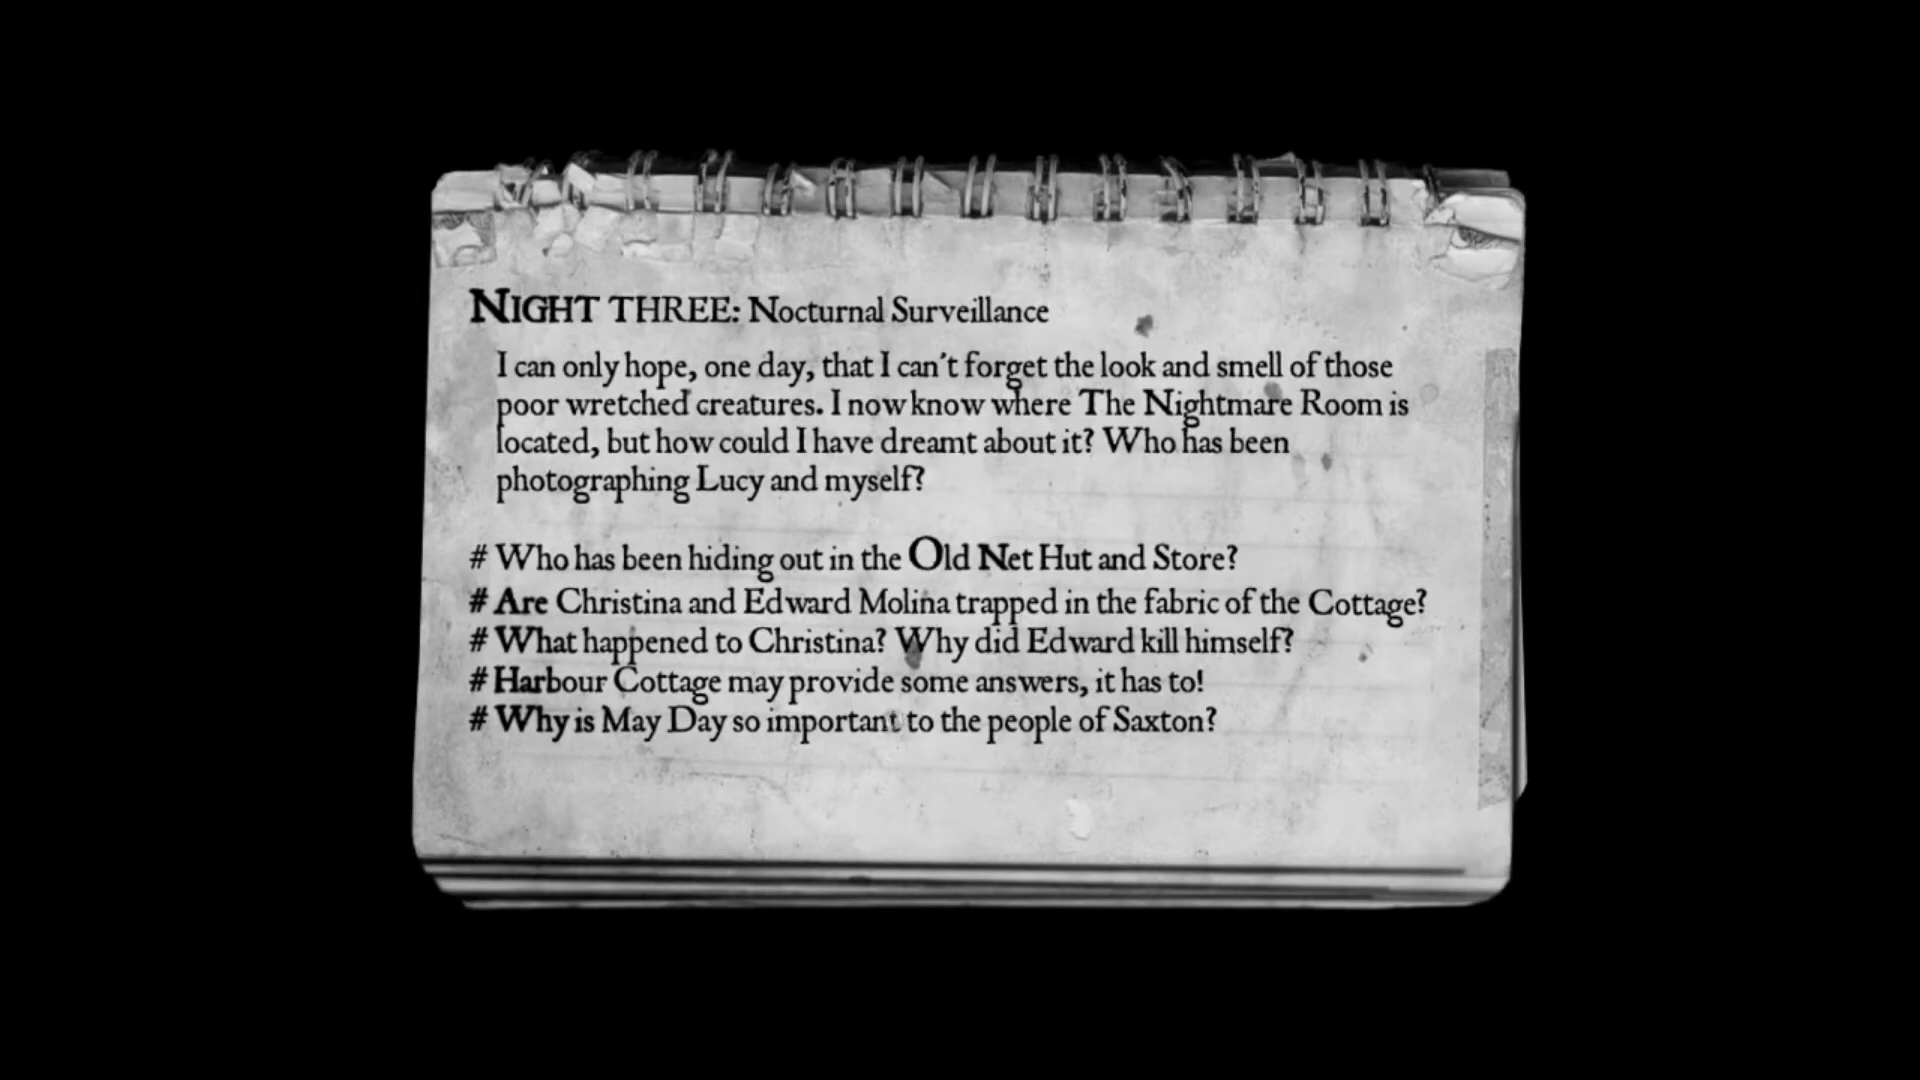 NIGHT THREE: Nocturnal Surveillance
I can only hope, one day, that I can't forget the look and smell of those
poor wretched creatures. I now know where The Nightmare Room is
located, but how could I have dreamt about it? Who has been
photographing Lucy and myself?
# Who has been hiding out in the Old Net Hut and Store?
# Are Christina and Edward Molina trapped in the fabric of the Cottage?
# What happened to Christina? Why did Edward kill himself?
# Harbour Cottage may provide some answers, it has to!
# Why is May Day so important to the people of Saxton?